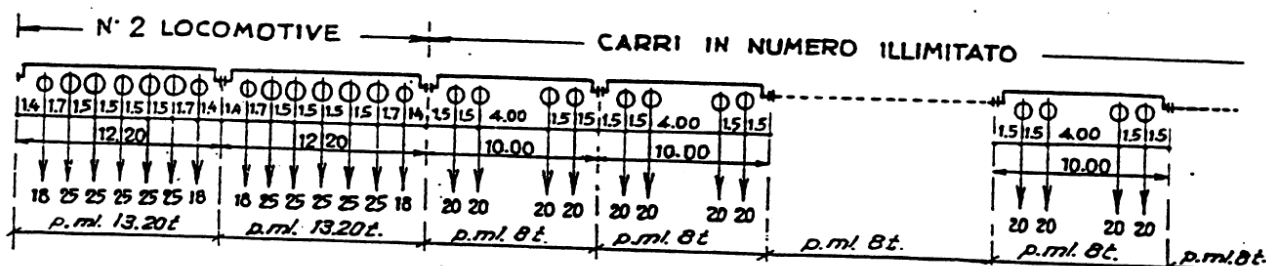 N° 2 LOCOMOTIVE CARRI IN NUMERO ILLIMITATO
1.4 1.7 1.5 1.5 1.5 1.5 1.7 1.4 1.4 1.7 1.5 1.5 1.5 1.5 1.7 1.4 1.5 1.5 4.00 1.5 1.5 1.5 1.5 4.00 1.5 1.5 1.5 1.5 4.00 1.5 1.5
12.20 12.20 10.00 10.00 10.00
18 25 25 25 25 25 18 18 25 25 25 25 25 18 20 20 20 20 20 20 20 20 20 20 20 20
p.ml. 13.20t p.ml. 13.20t. p.ml. 8t. p.ml. 8t p.ml. 8t. p.ml. 8t. p.ml. 8t.